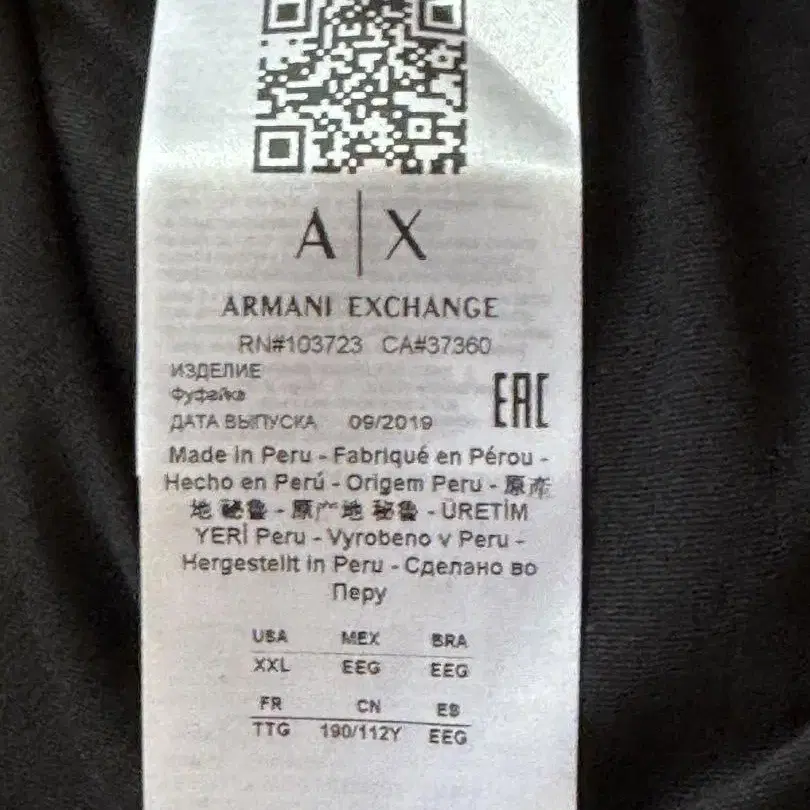 A|X
ARMANI EXCHANGE
RN#103723 CA#37360
ИЗДЕЛИЕ
Фуфайка
ДАТА ВЫПУСКА 09/2019
EAC
Made in Peru - Fabriqué en Pérou -
Hecho en Perú - Origem Peru - 原産
地 秘鲁 - 原产地 秘鲁 - ÜRETİM
YERİ Peru - Vyrobeno v Peru -
Hergestellt in Peru - Сделано во
Перу
USA MEX BRA
XXL EEG EEG
FR CN ES
TTG 190/112Y EEG